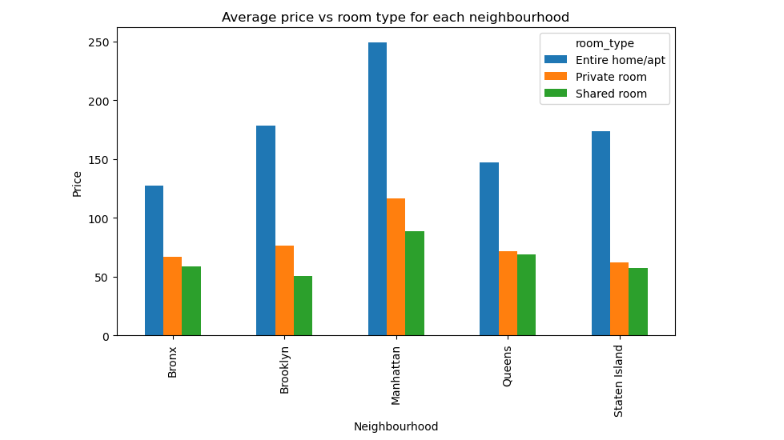 Average price vs room type for each neighbourhood
room_type
Entire home/apt
Private room
Shared room
250
200
150
100
50
0
Price
Bronx
Brooklyn
Manhattan
Queens
Staten Island
Neighbourhood